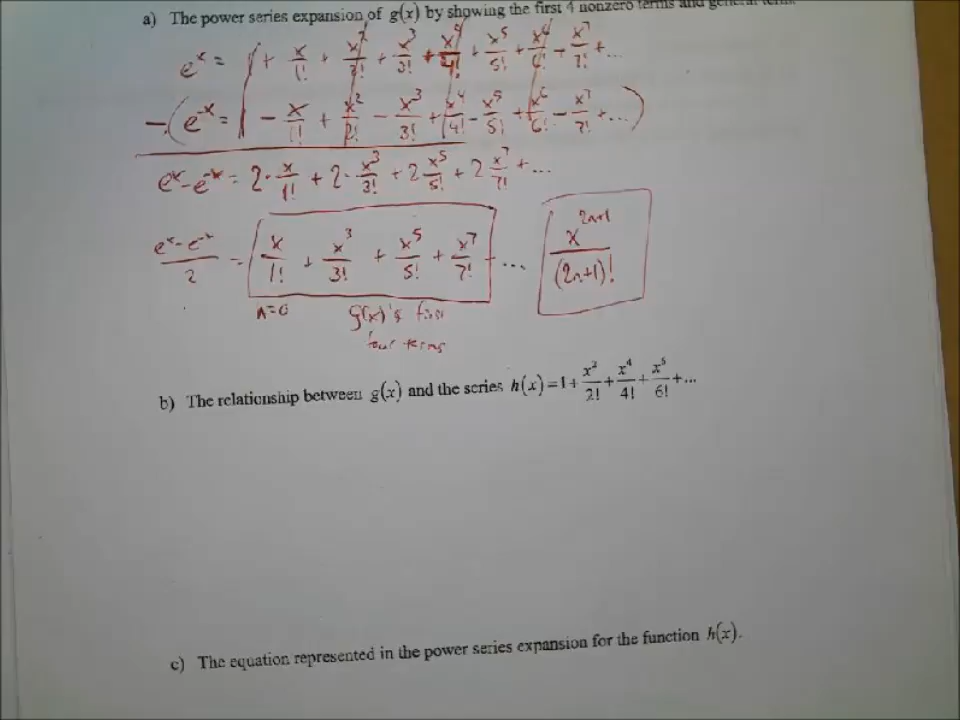 a) The power series expansion of g(x) by showing the first 4 nonzero terms and general term
e^x = 1 + x/1! + x^2/2! + x^3/3! + x^4/4! + x^5/5! + x^6/6! + x^7/7! + ...
-(e^-x = 1 - x/1! + x^2/2! - x^3/3! + x^4/4! - x^5/5! + x^6/6! - x^7/7! + ...)
e^x - e^-x = 2·x/1! + 2·x^3/3! + 2 x^5/5! + 2 x^7/7! + ...
(e^x - e^-x)/2 = x/1! + x^3/3! + x^5/5! + x^7/7! + ... x^(2n+1)/(2n+1)!
n=0 g(x)'s first
four terms
b) The relationship between g(x) and the series h(x)=1+x^2/2!+x^4/4!+x^6/6!+...
c) The equation represented in the power series expansion for the function h(x).